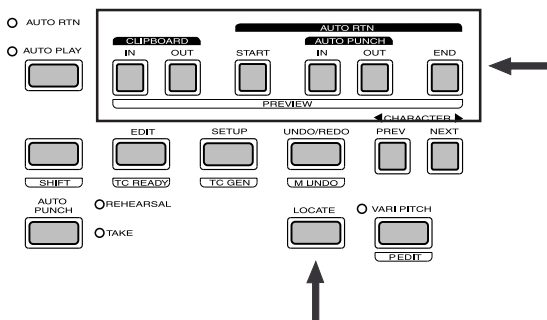 AUTO RTN
AUTO RTN
CLIPBOARD AUTO PUNCH
AUTO PLAY IN OUT START IN OUT END
PREVIEW
◀CHARACTER▶
EDIT SETUP UNDO/REDO PREV NEXT
SHIFT TC READY TC GEN M UNDO
AUTO PUNCH
REHEARSAL
LOCATE VARI PITCH
TAKE
P EDIT